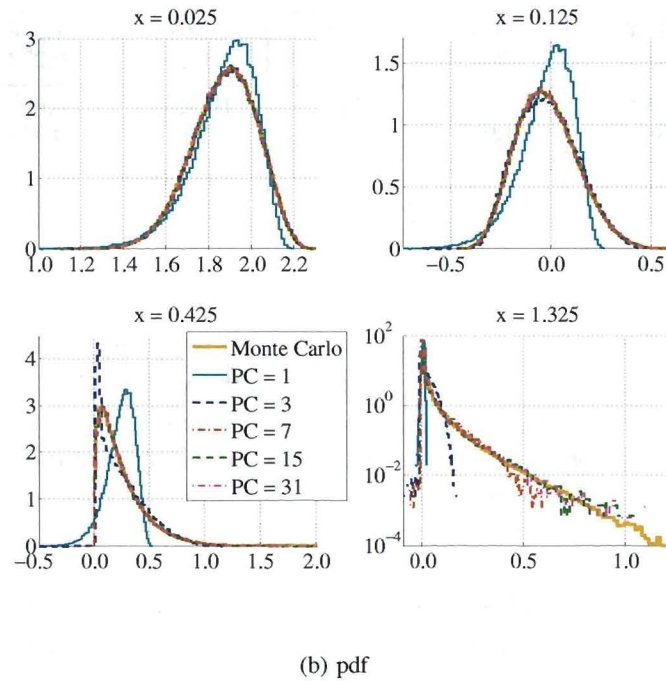 x = 0.025
x = 0.125
3
2
1
0
1.0 1.2 1.4 1.6 1.8 2.0 2.2
1.5
1
0.5
0
−0.5 0.0 0.5
x = 0.425
x = 1.325
4
3
2
1
0
−0.5 0.0 0.5 1.0 1.5 2.0
Monte Carlo
PC = 1
PC = 3
PC = 7
PC = 15
PC = 31
10²
10⁰
10⁻²
10⁻⁴
0.0 0.5 1.0
(b) pdf